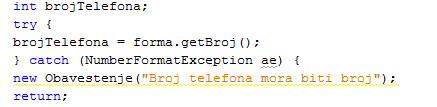 int brojTelefona;
try {
brojTelefona = forma.getBroj();
} catch (NumberFormatException ae) {
new Obavestenje("Broj telefona mora biti broj");
return;